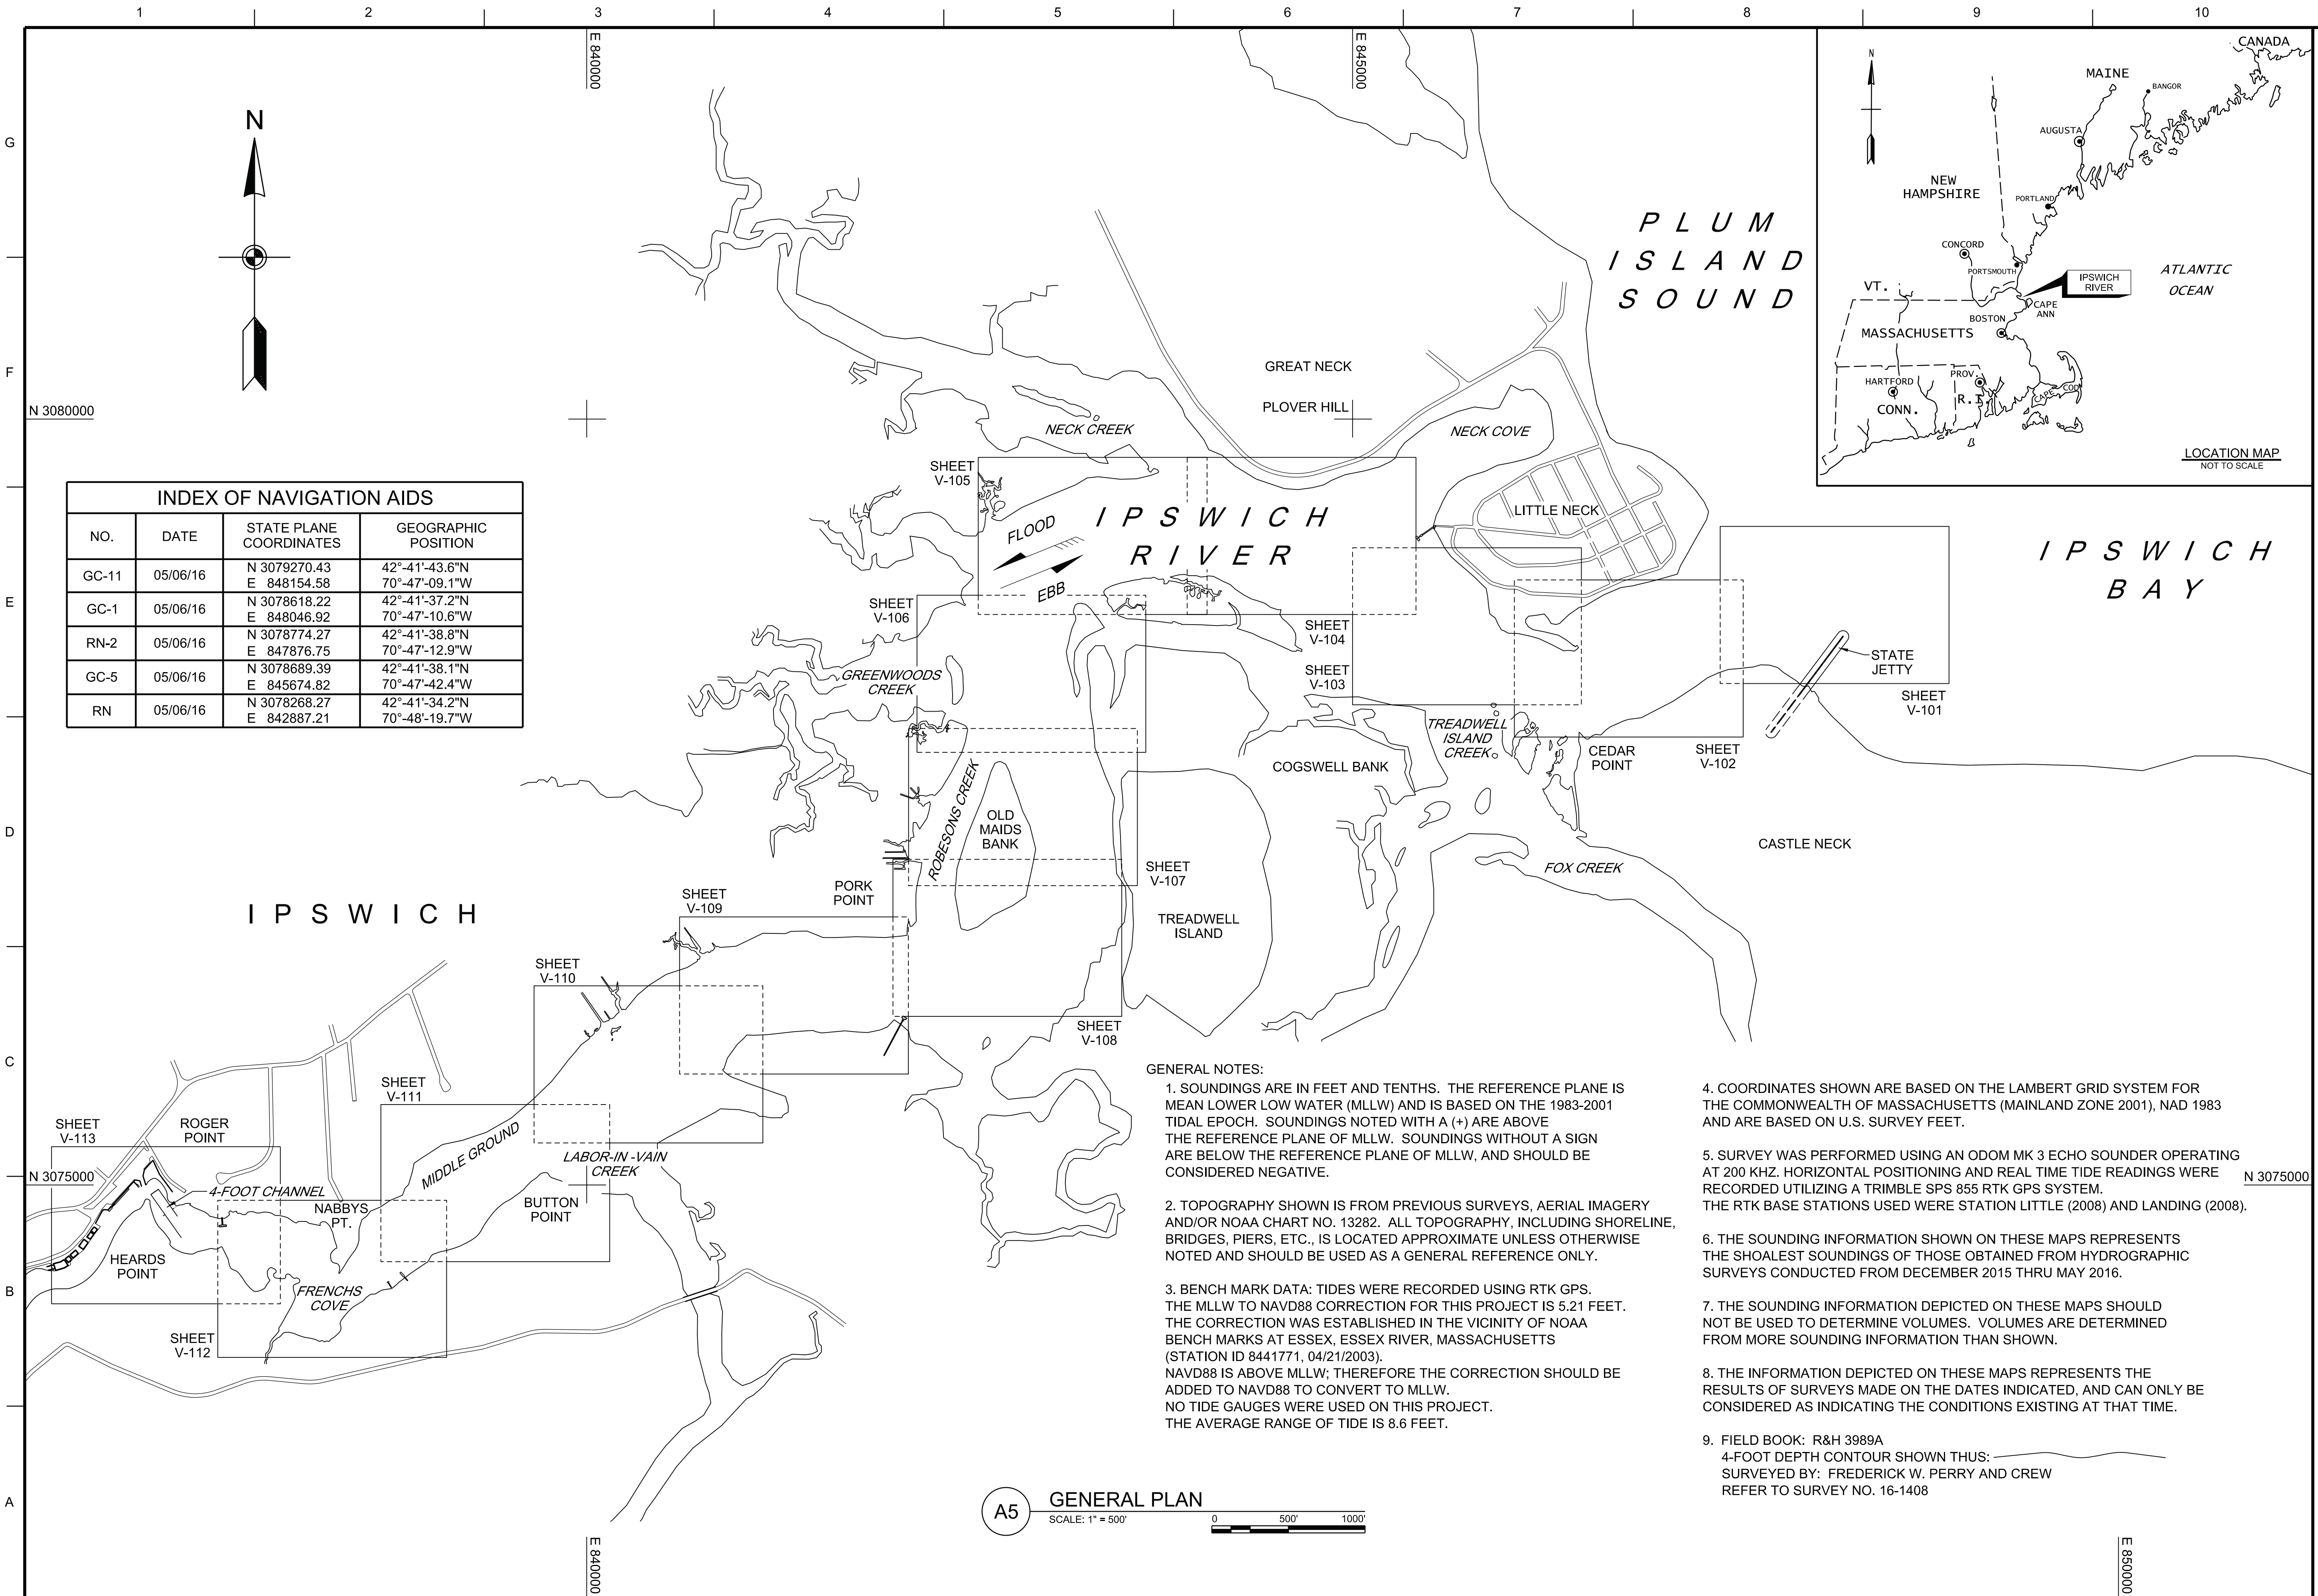 1 2 3 4 5 6 7 8 9 10
G
F
E
D
C
B
A
E 840000
E 845000
N
N 3080000
INDEX OF NAVIGATION AIDS
NO. DATE STATE PLANE COORDINATES GEOGRAPHIC POSITION
GC-11 05/06/16 N 3079270.43 E 848154.58 42°-41'-43.6"N 70°-47'-09.1"W
GC-1 05/06/16 N 3078618.22 E 848046.92 42°-41'-37.2"N 70°-47'-10.6"W
RN-2 05/06/16 N 3078774.27 E 847876.75 42°-41'-38.8"N 70°-47'-12.9"W
GC-5 05/06/16 N 3078689.39 E 845674.82 42°-41'-38.1"N 70°-47'-42.4"W
RN 05/06/16 N 3078268.27 E 842887.21 42°-41'-34.2"N 70°-48'-19.7"W
PLUM
ISLAND
SOUND
N
CANADA
MAINE
BANGOR
AUGUSTA
NEW
HAMPSHIRE
PORTLAND
CONCORD
PORTSMOUTH
IPSWICH
RIVER
ATLANTIC
OCEAN
VT.
CAPE
ANN
BOSTON
MASSACHUSETTS
HARTFORD
PROV.
CONN.
R.I.
CAPE COD
LOCATION MAP
NOT TO SCALE
GREAT NECK
PLOVER HILL
NECK CREEK
NECK COVE
SHEET
V-105
IPSWICH
RIVER
FLOOD
EBB
LITTLE NECK
IPSWICH
BAY
SHEET
V-106
SHEET
V-104
SHEET
V-103
STATE
JETTY
SHEET
V-101
GREENWOODS
CREEK
TREADWELL
ISLAND
CREEK
CEDAR
POINT
SHEET
V-102
COGSWELL BANK
ROBESONS CREEK
OLD
MAIDS
BANK
CASTLE NECK
FOX CREEK
SHEET
V-107
PORK
POINT
SHEET
V-109
IPSWICH
TREADWELL
ISLAND
SHEET
V-110
SHEET
V-108
SHEET
V-111
SHEET
V-113
ROGER
POINT
MIDDLE GROUND
LABOR-IN -VAIN
CREEK
N 3075000
4-FOOT CHANNEL
NABBYS
PT.
BUTTON
POINT
HEARDS
POINT
FRENCHS
COVE
SHEET
V-112
GENERAL NOTES:
1. SOUNDINGS ARE IN FEET AND TENTHS. THE REFERENCE PLANE IS
MEAN LOWER LOW WATER (MLLW) AND IS BASED ON THE 1983-2001
TIDAL EPOCH. SOUNDINGS NOTED WITH A (+) ARE ABOVE
THE REFERENCE PLANE OF MLLW. SOUNDINGS WITHOUT A SIGN
ARE BELOW THE REFERENCE PLANE OF MLLW, AND SHOULD BE
CONSIDERED NEGATIVE.
2. TOPOGRAPHY SHOWN IS FROM PREVIOUS SURVEYS, AERIAL IMAGERY
AND/OR NOAA CHART NO. 13282. ALL TOPOGRAPHY, INCLUDING SHORELINE,
BRIDGES, PIERS, ETC., IS LOCATED APPROXIMATE UNLESS OTHERWISE
NOTED AND SHOULD BE USED AS A GENERAL REFERENCE ONLY.
3. BENCH MARK DATA: TIDES WERE RECORDED USING RTK GPS.
THE MLLW TO NAVD88 CORRECTION FOR THIS PROJECT IS 5.21 FEET.
THE CORRECTION WAS ESTABLISHED IN THE VICINITY OF NOAA
BENCH MARKS AT ESSEX, ESSEX RIVER, MASSACHUSETTS
(STATION ID 8441771, 04/21/2003).
NAVD88 IS ABOVE MLLW; THEREFORE THE CORRECTION SHOULD BE
ADDED TO NAVD88 TO CONVERT TO MLLW.
NO TIDE GAUGES WERE USED ON THIS PROJECT.
THE AVERAGE RANGE OF TIDE IS 8.6 FEET.
4. COORDINATES SHOWN ARE BASED ON THE LAMBERT GRID SYSTEM FOR
THE COMMONWEALTH OF MASSACHUSETTS (MAINLAND ZONE 2001), NAD 1983
AND ARE BASED ON U.S. SURVEY FEET.
5. SURVEY WAS PERFORMED USING AN ODOM MK 3 ECHO SOUNDER OPERATING
AT 200 KHZ. HORIZONTAL POSITIONING AND REAL TIME TIDE READINGS WERE
RECORDED UTILIZING A TRIMBLE SPS 855 RTK GPS SYSTEM.
THE RTK BASE STATIONS USED WERE STATION LITTLE (2008) AND LANDING (2008).
N 3075000
6. THE SOUNDING INFORMATION SHOWN ON THESE MAPS REPRESENTS
THE SHOALEST SOUNDINGS OF THOSE OBTAINED FROM HYDROGRAPHIC
SURVEYS CONDUCTED FROM DECEMBER 2015 THRU MAY 2016.
7. THE SOUNDING INFORMATION DEPICTED ON THESE MAPS SHOULD
NOT BE USED TO DETERMINE VOLUMES. VOLUMES ARE DETERMINED
FROM MORE SOUNDING INFORMATION THAN SHOWN.
8. THE INFORMATION DEPICTED ON THESE MAPS REPRESENTS THE
RESULTS OF SURVEYS MADE ON THE DATES INDICATED, AND CAN ONLY BE
CONSIDERED AS INDICATING THE CONDITIONS EXISTING AT THAT TIME.
9. FIELD BOOK: R&H 3989A
4-FOOT DEPTH CONTOUR SHOWN THUS:
SURVEYED BY: FREDERICK W. PERRY AND CREW
REFER TO SURVEY NO. 16-1408
A5
GENERAL PLAN
SCALE: 1" = 500'
0 500' 1000'
E 840000
E 850000